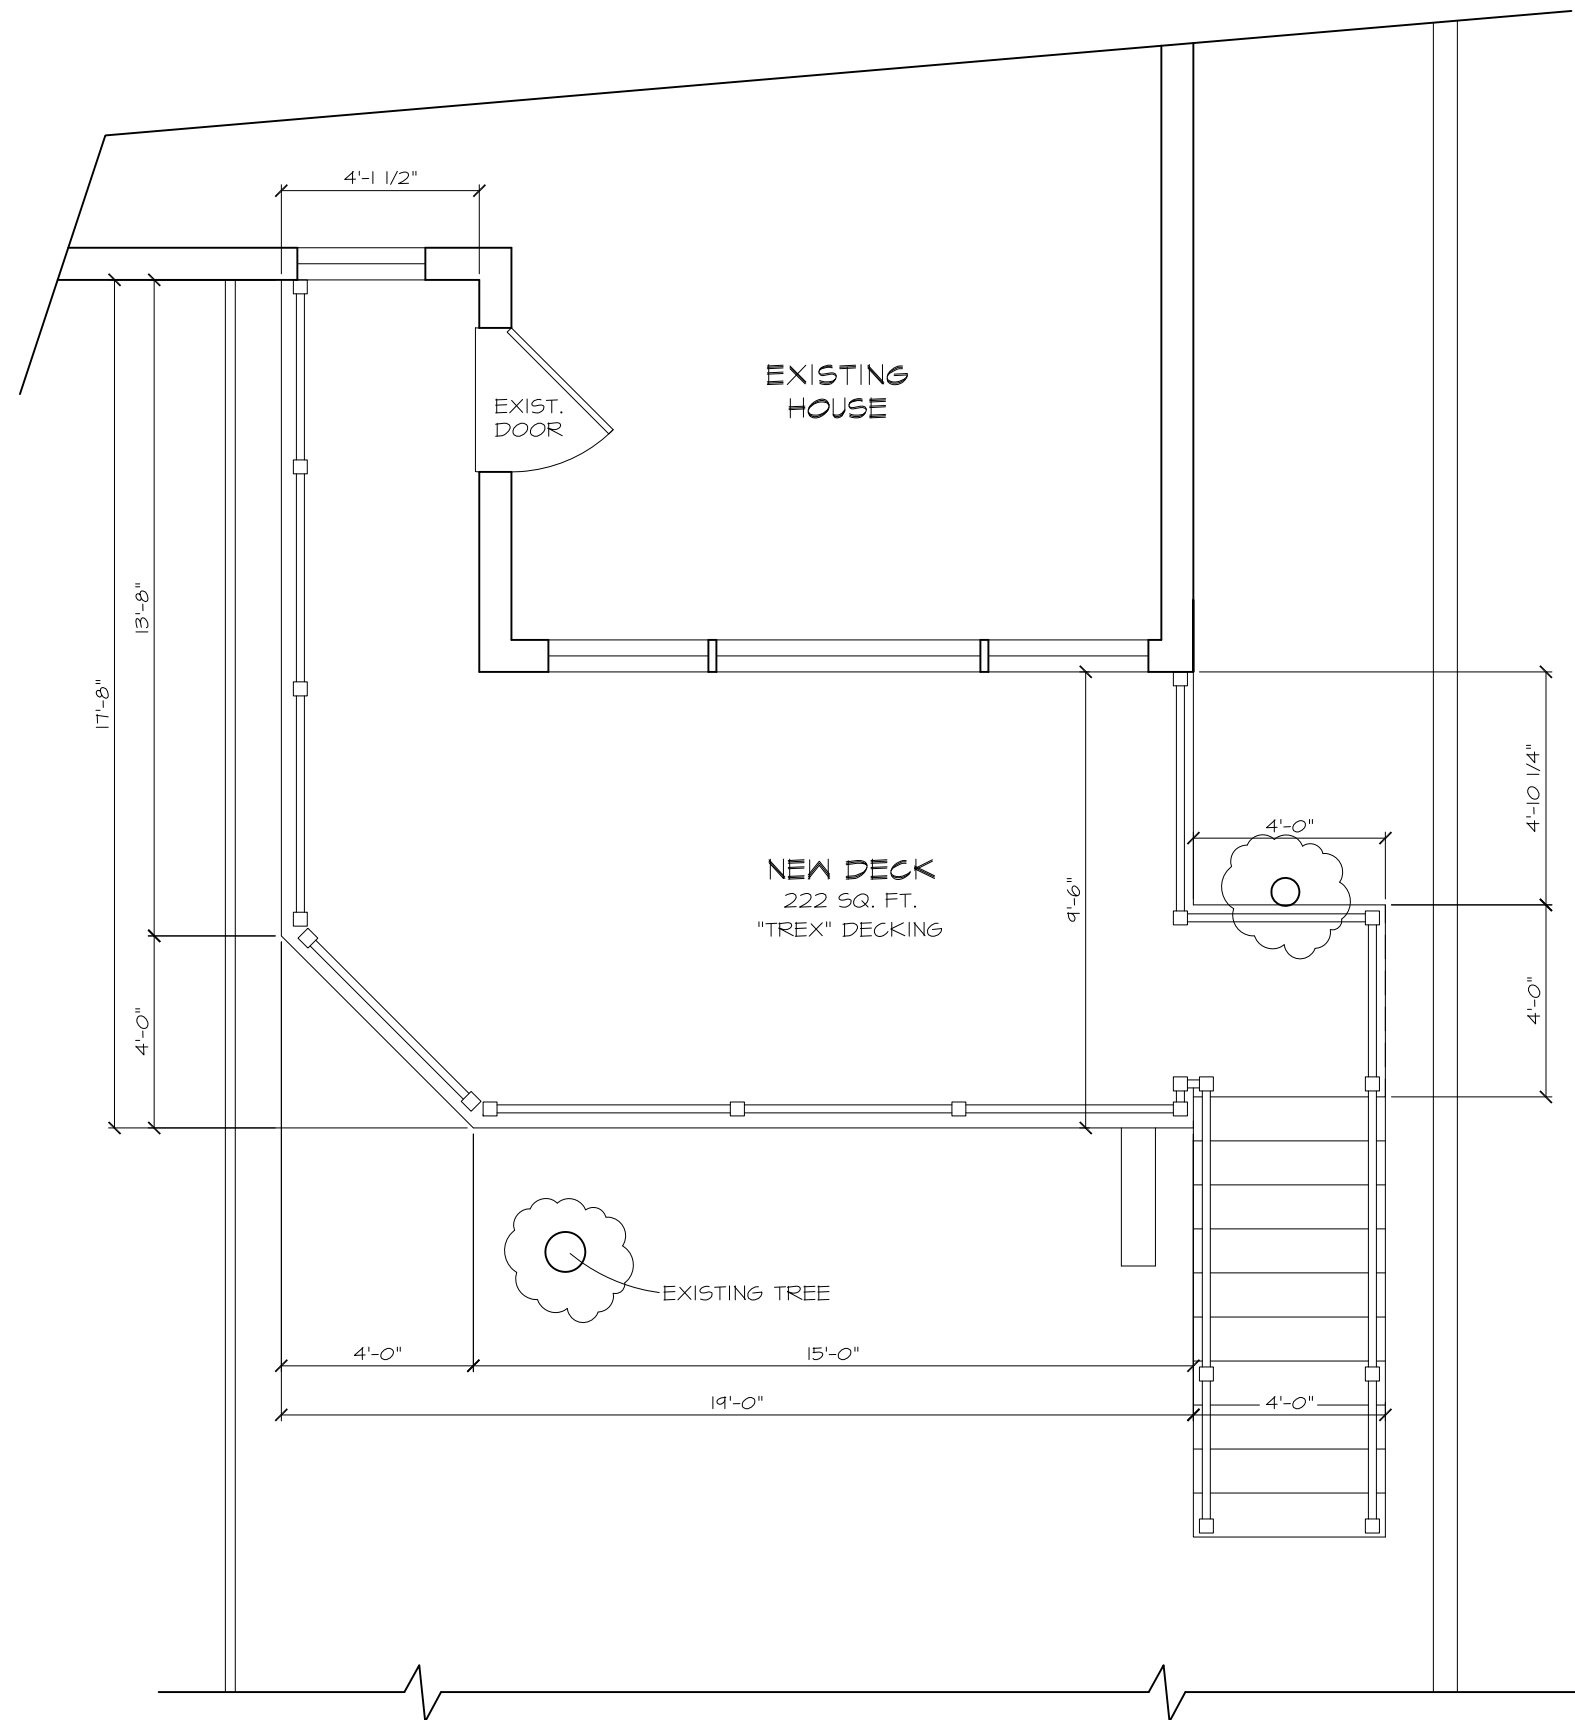 4'-1 1/2"
EXISTING
HOUSE
EXIST.
DOOR
13'-8"
17'-8"
4'-10 1/4"
4'-0"
NEW DECK
222 SQ. FT.
"TREX" DECKING
9'-6"
4'-0"
4'-0"
EXISTING TREE
4'-0"
15'-0"
19'-0"
4'-0"